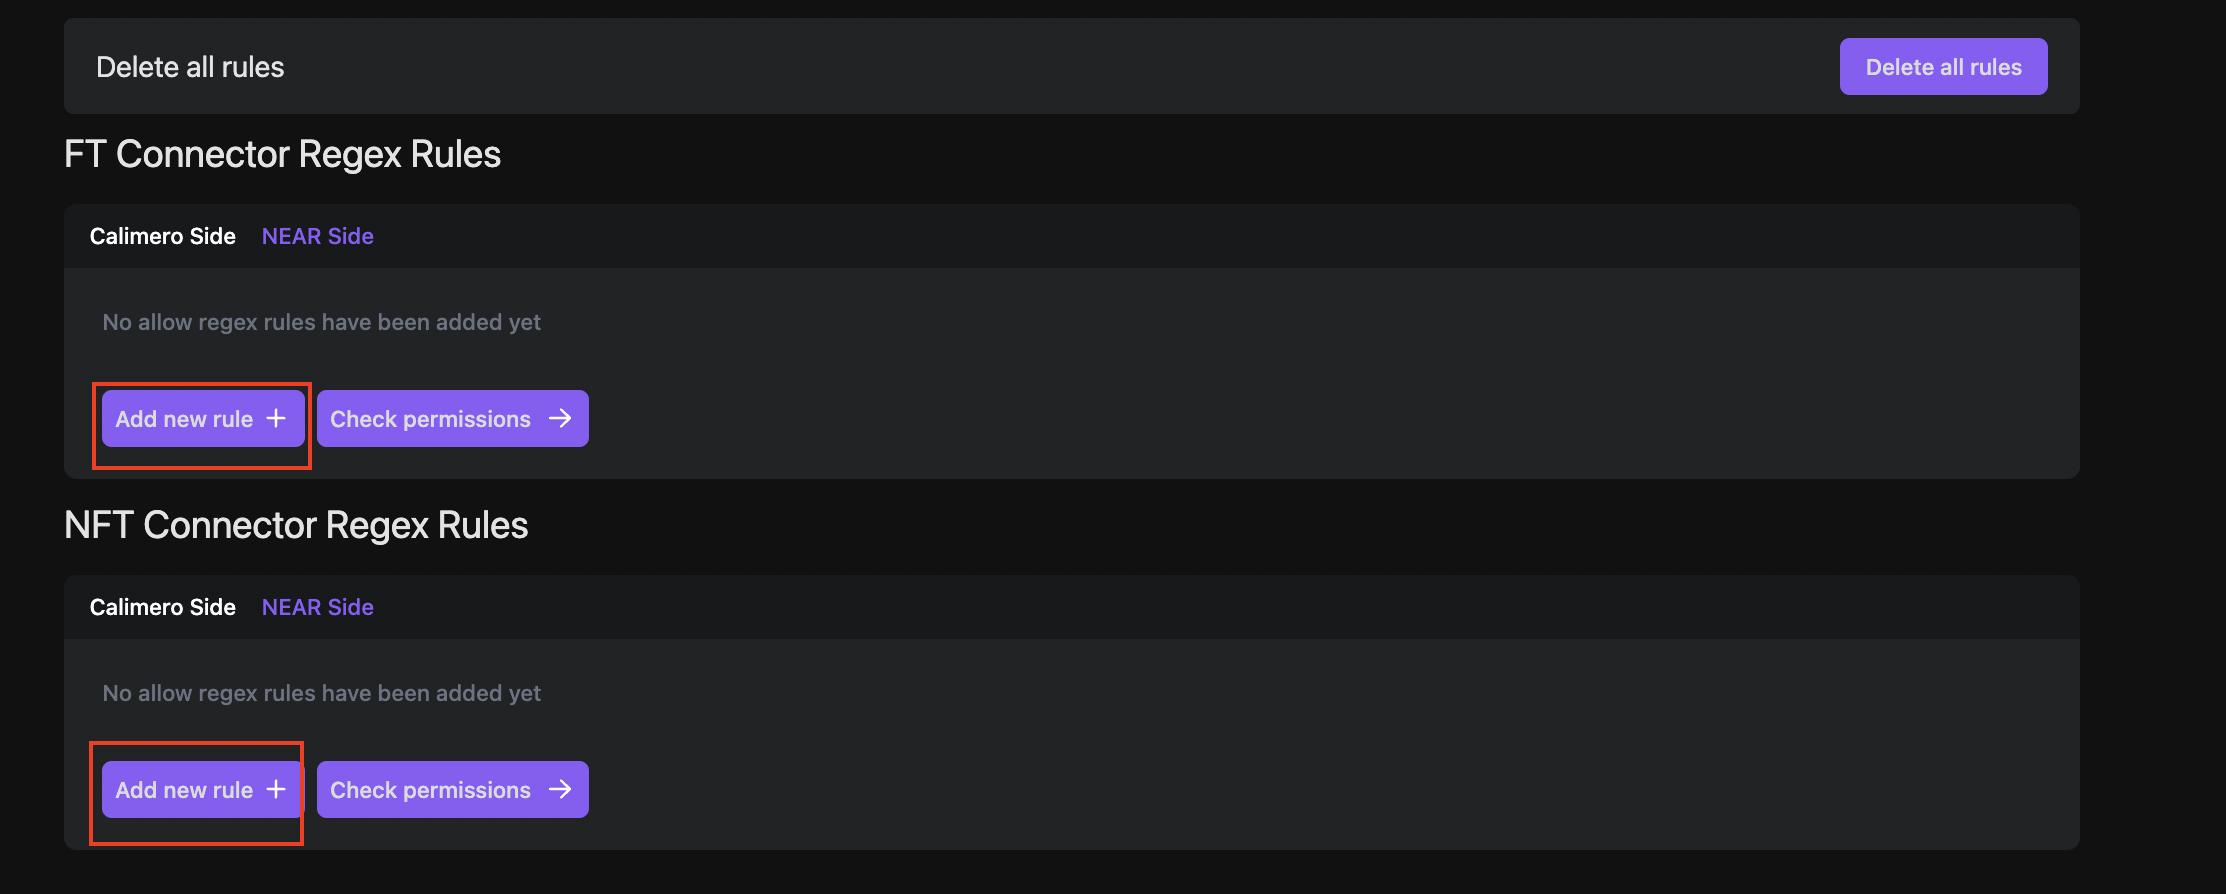 Delete all rules Delete all rules
FT Connector Regex Rules
Calimero Side NEAR Side
No allow regex rules have been added yet
Add new rule + Check permissions →
NFT Connector Regex Rules
Calimero Side NEAR Side
No allow regex rules have been added yet
Add new rule + Check permissions →